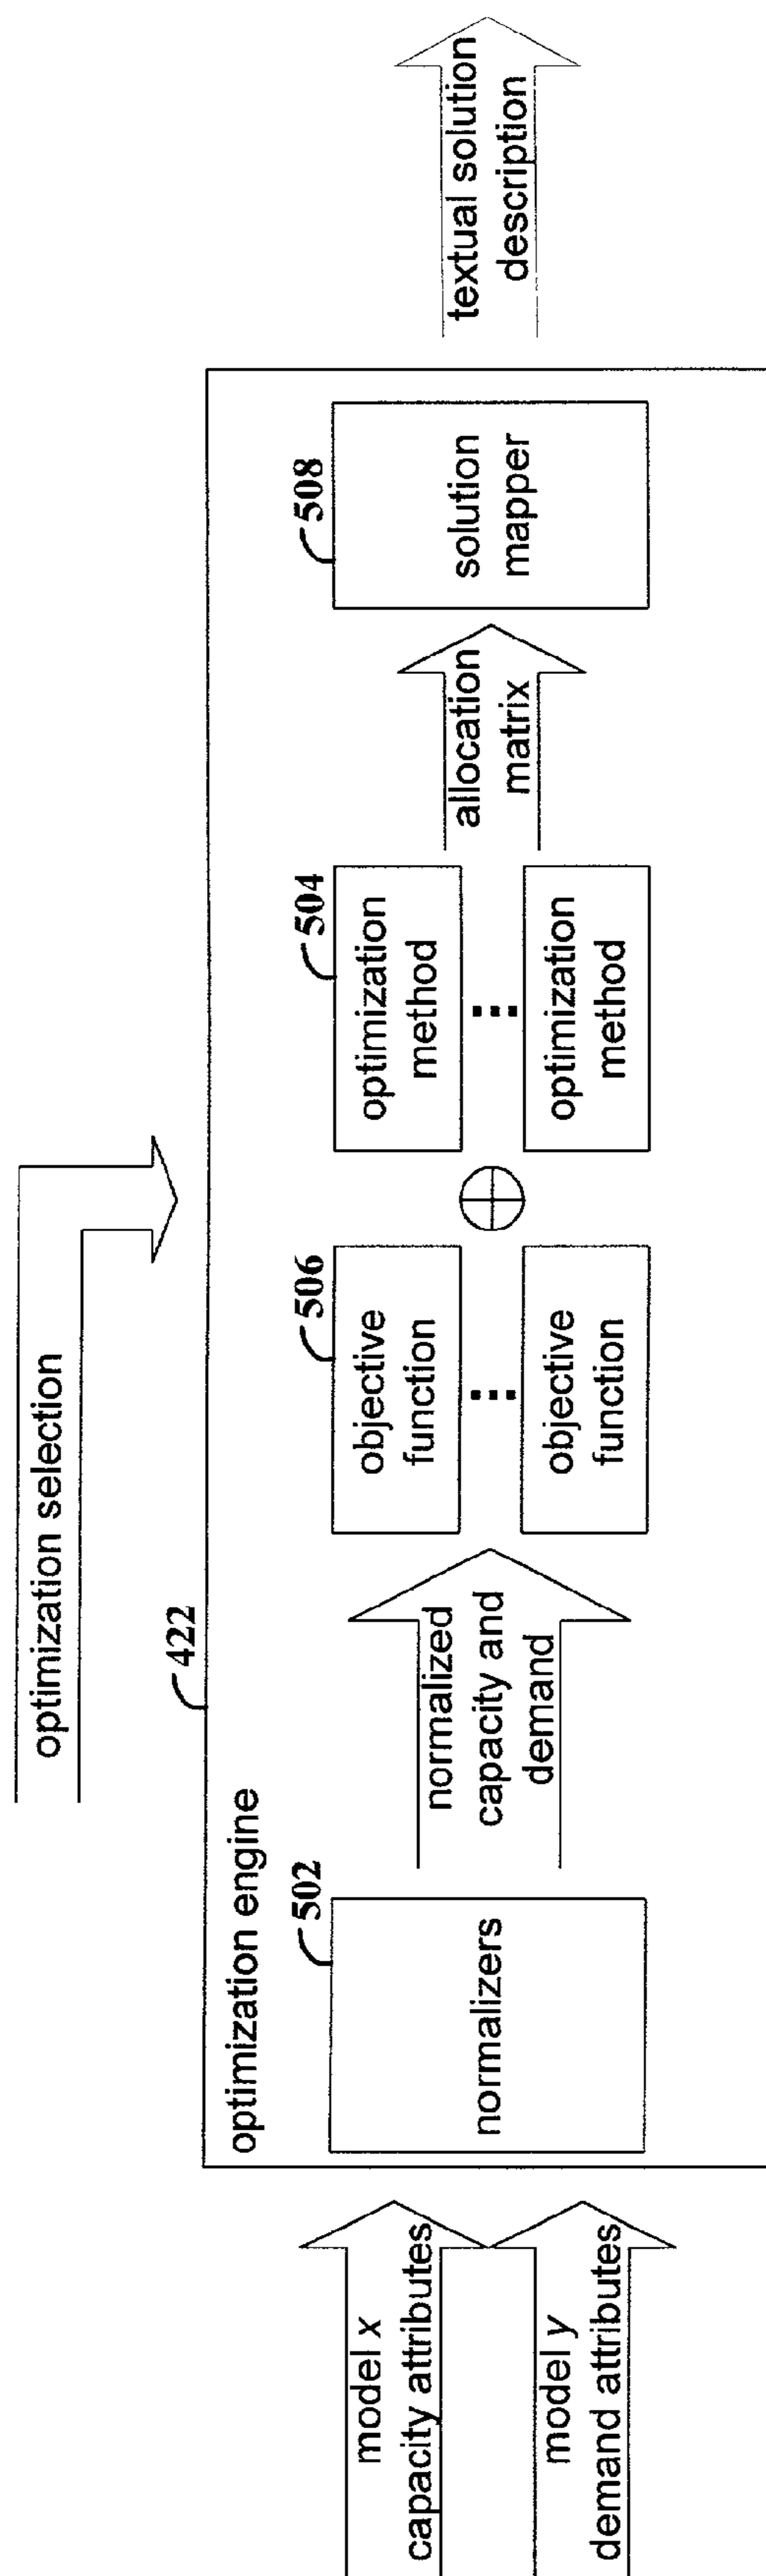 optimization selection
422
optimization engine
model x
capacity attributes
model y
demand attributes
502
normalizers
normalized
capacity and
demand
506
objective
function
objective
function
504
optimization
method
optimization
method
allocation
matrix
508
solution
mapper
textual solution
description